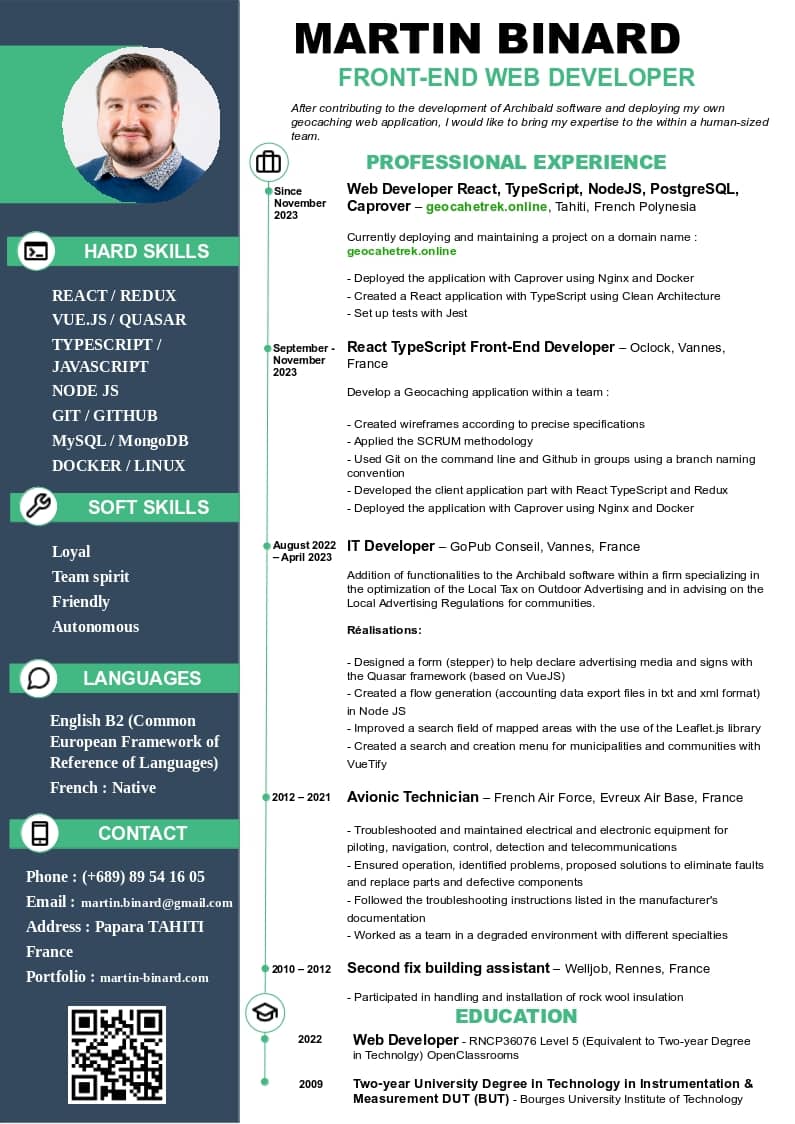 MARTIN BINARD
FRONT-END WEB DEVELOPER
After contributing to the development of Archibald software and deploying my own
geocaching web application, I would like to bring my expertise to the within a human-sized
team.
HARD SKILLS
REACT / REDUX
VUE.JS / QUASAR
TYPESCRIPT /
JAVASCRIPT
NODE JS
GIT / GITHUB
MySQL / MongoDB
DOCKER / LINUX
SOFT SKILLS
Loyal
Team spirit
Friendly
Autonomous
LANGUAGES
English B2 (Common
European Framework of
Reference of Languages)
French : Native
CONTACT
Phone : (+689) 89 54 16 05
Email : martin.binard@gmail.com
Address : Papara TAHITI
France
Portfolio : martin-binard.com
PROFESSIONAL EXPERIENCE
Since
November
2023
Web Developer React, TypeScript, NodeJS, PostgreSQL,
Caprover – geocahetrek.online, Tahiti, French Polynesia
Currently deploying and maintaining a project on a domain name :
geocahetrek.online
- Deployed the application with Caprover using Nginx and Docker
- Created a React application with TypeScript using Clean Architecture
- Set up tests with Jest
September -
November
2023
React TypeScript Front-End Developer – Oclock, Vannes,
France
Develop a Geocaching application within a team :
- Created wireframes according to precise specifications
- Applied the SCRUM methodology
- Used Git on the command line and Github in groups using a branch naming
convention
- Developed the client application part with React TypeScript and Redux
- Deployed the application with Caprover using Nginx and Docker
August 2022
– April 2023
IT Developer – GoPub Conseil, Vannes, France
Addition of functionalities to the Archibald software within a firm specializing in
the optimization of the Local Tax on Outdoor Advertising and in advising on the
Local Advertising Regulations for communities.
Réalisations:
- Designed a form (stepper) to help declare advertising media and signs with
the Quasar framework (based on VueJS)
- Created a flow generation (accounting data export files in txt and xml format)
in Node JS
- Improved a search field of mapped areas with the use of the Leaflet.js library
- Created a search and creation menu for municipalities and communities with
VueTify
2012 – 2021
Avionic Technician – French Air Force, Evreux Air Base, France
- Troubleshooted and maintained electrical and electronic equipment for
piloting, navigation, control, detection and telecommunications
- Ensured operation, identified problems, proposed solutions to eliminate faults
and replace parts and defective components
- Followed the troubleshooting instructions listed in the manufacturer's
documentation
- Worked as a team in a degraded environment with different specialties
2010 – 2012
Second fix building assistant – Welljob, Rennes, France
- Participated in handling and installation of rock wool insulation
EDUCATION
2022
Web Developer - RNCP36076 Level 5 (Equivalent to Two-year Degree
in Technolgy) OpenClassrooms
2009
Two-year University Degree in Technology in Instrumentation &
Measurement DUT (BUT) - Bourges University Institute of Technology